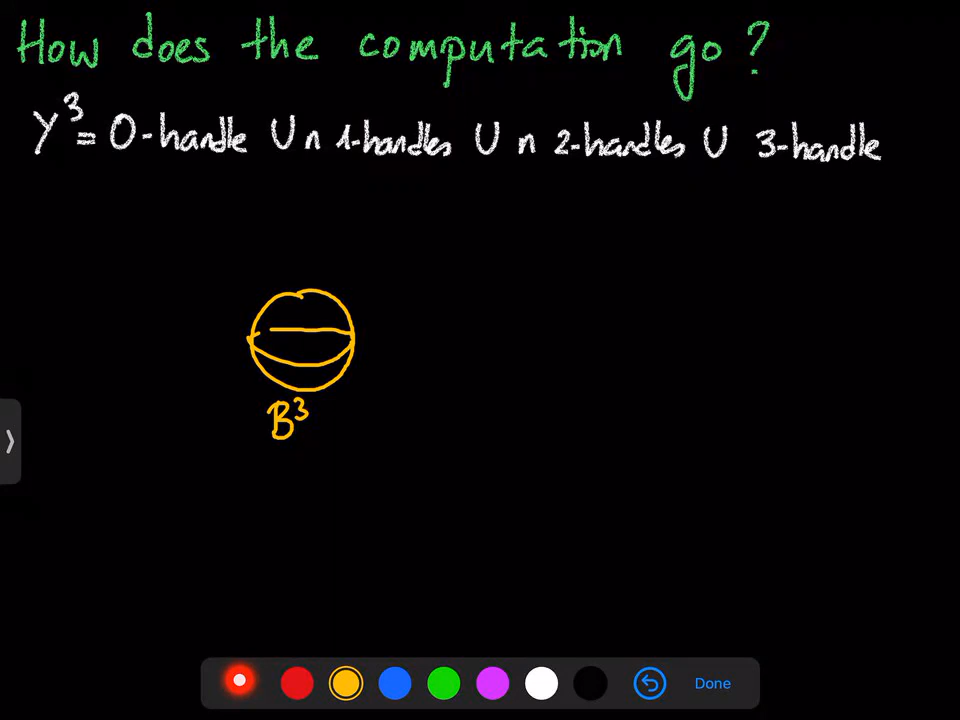 How does the computation go?
Y³ = 0-handle ∪ n 1-handles ∪ n 2-handles ∪ 3-handle
B³
Done